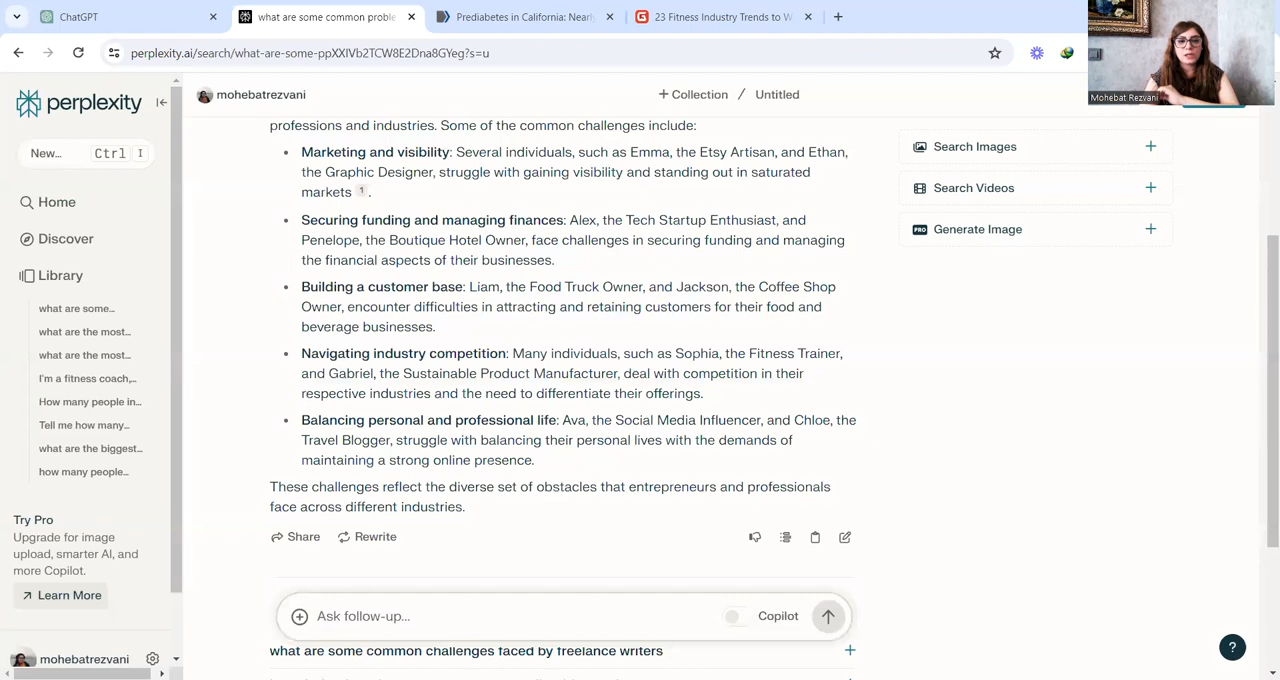 ChatGPT
what are some common proble
Prediabetes in California: Nearl
23 Fitness Industry Trends to W
perplexity.ai/search/what-are-some-ppXXIVb2TCW8F2Dna8GYeg?s=
Mohebat Rezvani
perplexity
New... Ctrl I
Home
Discover
Library
what are some...
what are the most...
what are the most...
I'm a fitness coach,...
How many people in...
Tell me how many...
what are the biggest...
how many people...
Try Pro
Upgrade for image
upload, smarter AI, and
more Copilot.
Learn More
mohebatrezvani
mohebatrezvani
+ Collection / Untitled
professions and industries. Some of the common challenges include:
• Marketing and visibility: Several individuals, such as Emma, the Etsy Artisan, and Ethan,
the Graphic Designer, struggle with gaining visibility and standing out in saturated
markets 1 .
• Securing funding and managing finances: Alex, the Tech Startup Enthusiast, and
Penelope, the Boutique Hotel Owner, face challenges in securing funding and managing
the financial aspects of their businesses.
• Building a customer base: Liam, the Food Truck Owner, and Jackson, the Coffee Shop
Owner, encounter difficulties in attracting and retaining customers for their food and
beverage businesses.
• Navigating industry competition: Many individuals, such as Sophia, the Fitness Trainer,
and Gabriel, the Sustainable Product Manufacturer, deal with competition in their
respective industries and the need to differentiate their offerings.
• Balancing personal and professional life: Ava, the Social Media Influencer, and Chloe, the
Travel Blogger, struggle with balancing their personal lives with the demands of
maintaining a strong online presence.
These challenges reflect the diverse set of obstacles that entrepreneurs and professionals
face across different industries.
Share Rewrite
Ask follow-up... Copilot
what are some common challenges faced by freelance writers
Search Images
Search Videos
PRO Generate Image
?